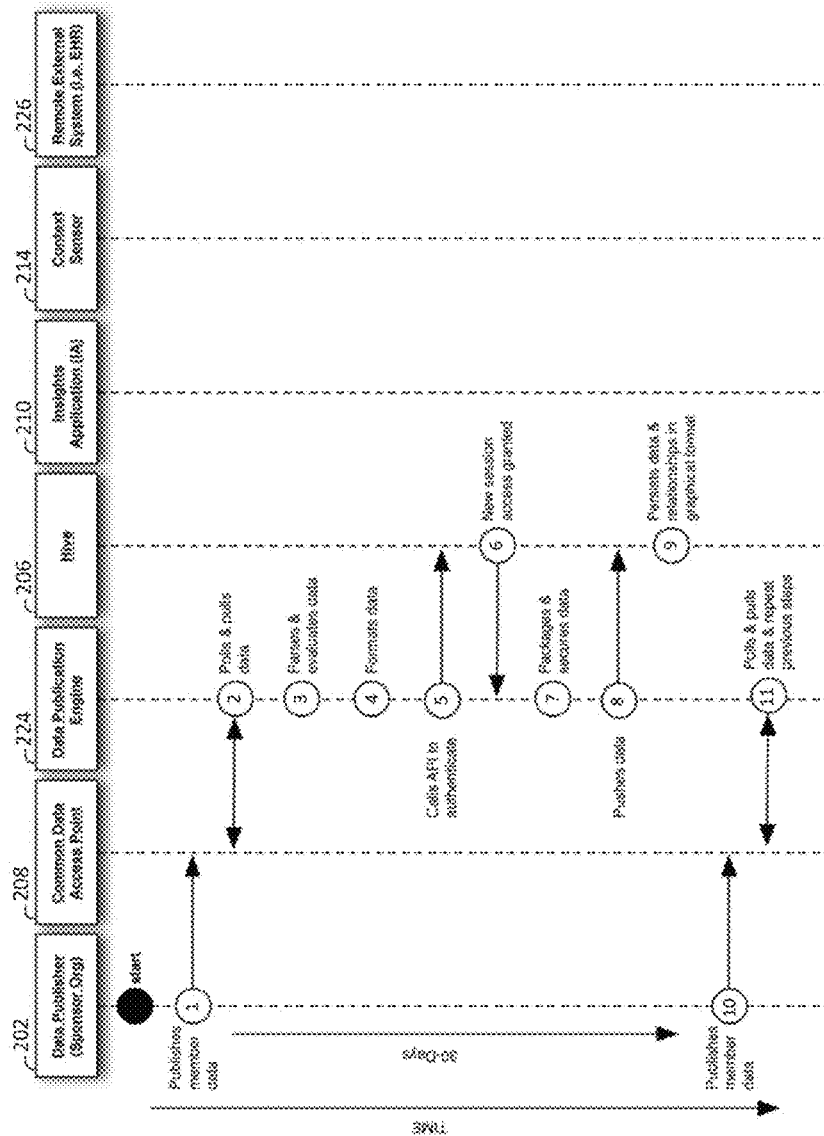 202
Data Publisher
(Sponsor Org)
208
Common Data
Access Point
224
Data Publication
Engine
206
Hive
210
Insights
Application (IA)
214
Context
Sensor
226
Remote External
System (i.e. EHR)
start
1
Publishes
member
data
2
Polls & pulls
data
3
Parses &
evaluates data
4
Formats data
5
Calls API to
authenticate
6
New session
access granted
7
Packages &
secures data
8
Pushes data
9
Persists data &
relationships in
graphical format
10
Publishes
member
data
11
Polls & pulls
data & repeat
previous steps
30-Days
TIME